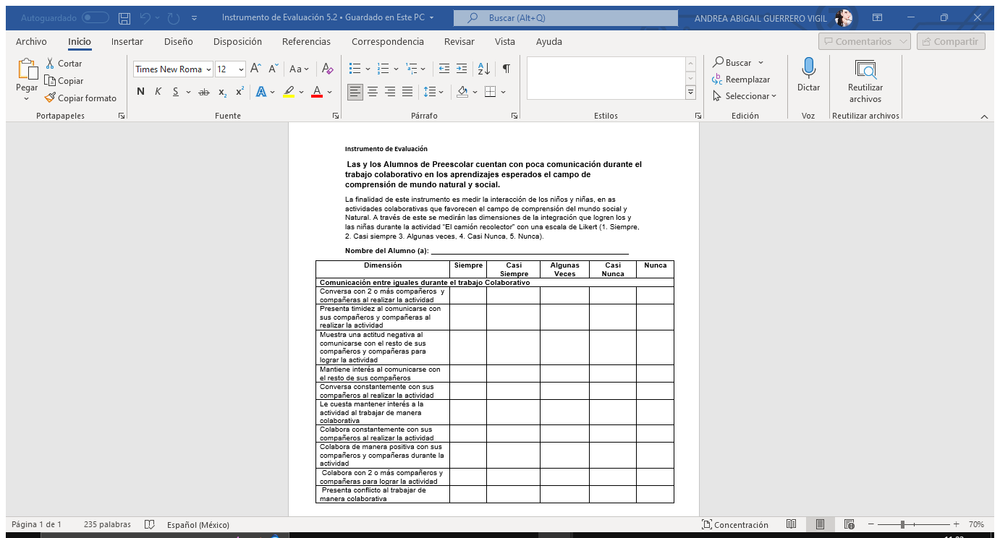 Autoguardado Instrumento de Evaluación 5.2 • Guardado en Este PC Buscar (Alt+Q) ANDREA ABIGAIL GUERRERO VIGIL
Archivo Inicio Insertar Diseño Disposición Referencias Correspondencia Revisar Vista Ayuda Comentarios Compartir
Pegar
Cortar
Copiar
Copiar formato
Portapapeles
Times New Roma 12 A A Aa A
N K S ab x₂ x² A A
Fuente
Párrafo
Estilos
Buscar
Reemplazar
Seleccionar
Edición
Dictar
Voz
Reutilizar
archivos
Reutilizar archivos
Instrumento de Evaluación
Las y los Alumnos de Preescolar cuentan con poca comunicación durante el
trabajo colaborativo en los aprendizajes esperados el campo de
comprensión de mundo natural y social.
La finalidad de este instrumento es medir la interacción de los niños y niñas, en as
actividades colaborativas que favorecen el campo de comprensión del mundo social y
Natural. A través de este se medirán las dimensiones de la integración que logren los y
las niñas durante la actividad “El camión recolector” con una escala de Likert (1. Siempre,
2. Casi siempre 3. Algunas veces, 4. Casi Nunca, 5. Nunca).
Nombre del Alumno (a):
Dimensión Siempre Casi Siempre Algunas Veces Casi Nunca Nunca
Comunicación entre iguales durante el trabajo Colaborativo
Conversa con 2 o más compañeros y
compañeras al realizar la actividad
Presenta timidez al comunicarse con
sus compañeros y compañeras al
realizar la actividad
Muestra una actitud negativa al
comunicarse con el resto de sus
compañeros y compañeras para
lograr la actividad
Mantiene interés al comunicarse con
el resto de sus compañeros
Conversa constantemente con sus
compañeros al realizar la actividad
Le cuesta mantener interés a la
actividad al trabajar de manera
colaborativa
Colabora constantemente con sus
compañeros al realizar la actividad
Colabora de manera positiva con sus
compañeros y compañeras durante la
actividad
Colabora con 2 o más compañeros y
compañeras para lograr la actividad
Presenta conflicto al trabajar de
manera colaborativa
Página 1 de 1 235 palabras Español (México) Concentración 70%